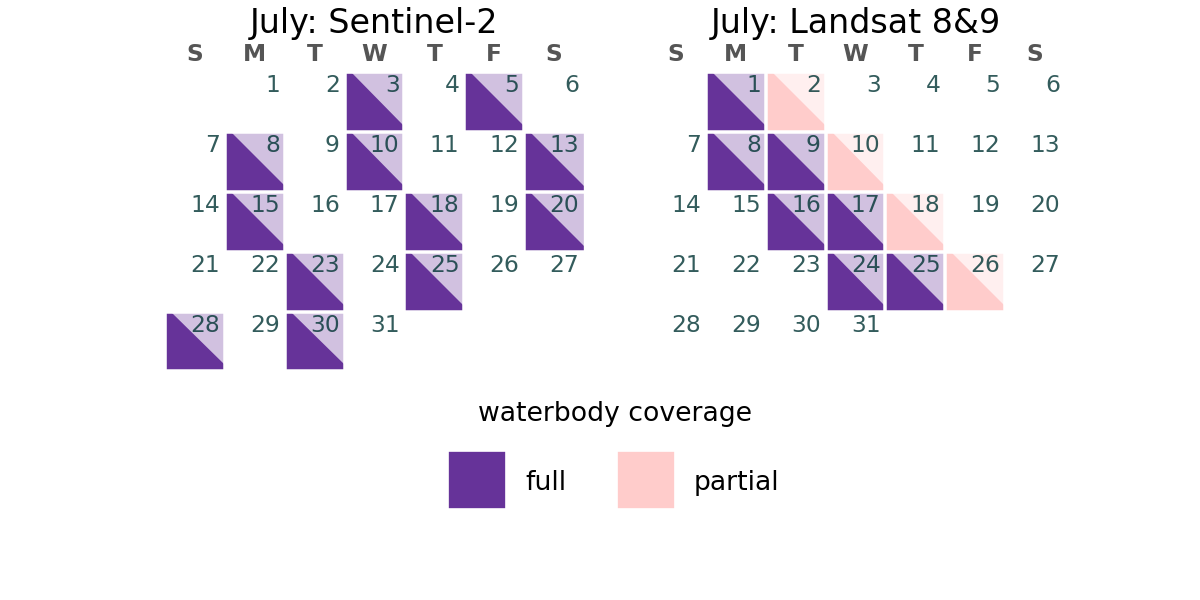 July: Sentinel-2
S M T W T F S
1 2 3 4 5 6
7 8 9 10 11 12 13
14 15 16 17 18 19 20
21 22 23 24 25 26 27
28 29 30 31
July: Landsat 8&9
S M T W T F S
1 2 3 4 5 6
7 8 9 10 11 12 13
14 15 16 17 18 19 20
21 22 23 24 25 26 27
28 29 30 31
waterbody coverage
full partial